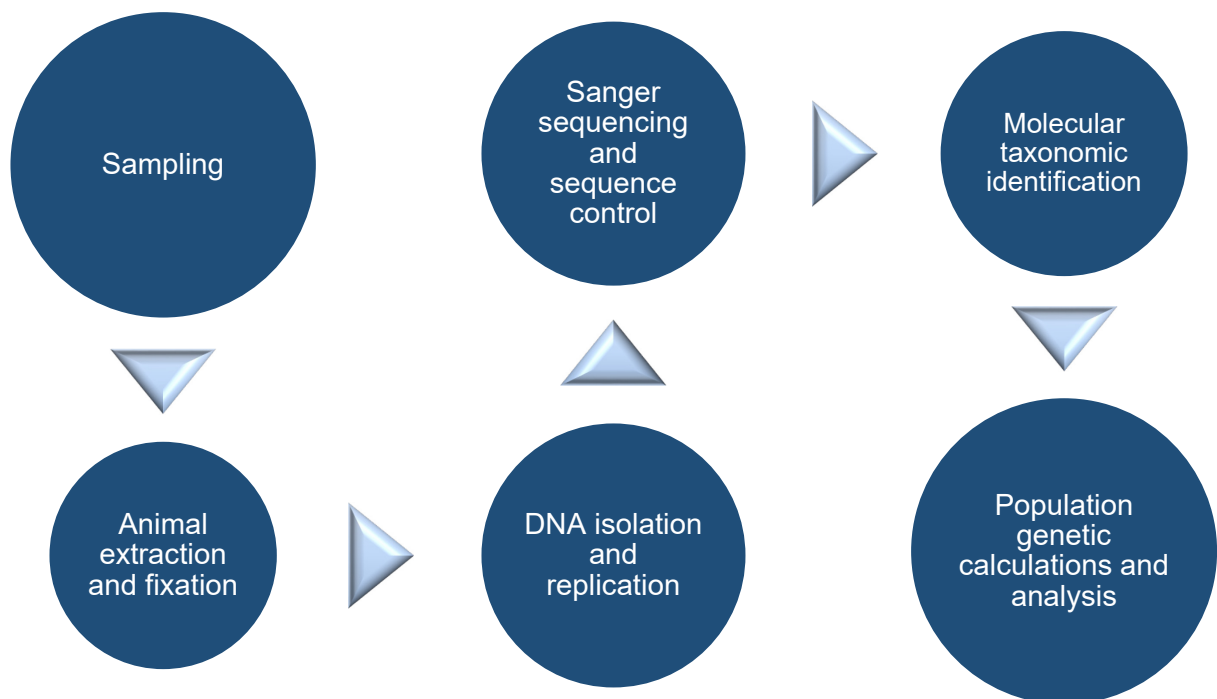 Sampling
Animal
extraction
and fixation
DNA isolation
and
replication
Sanger
sequencing
and
sequence
control
Molecular
taxonomic
identification
Population
genetic
calculations and
analysis